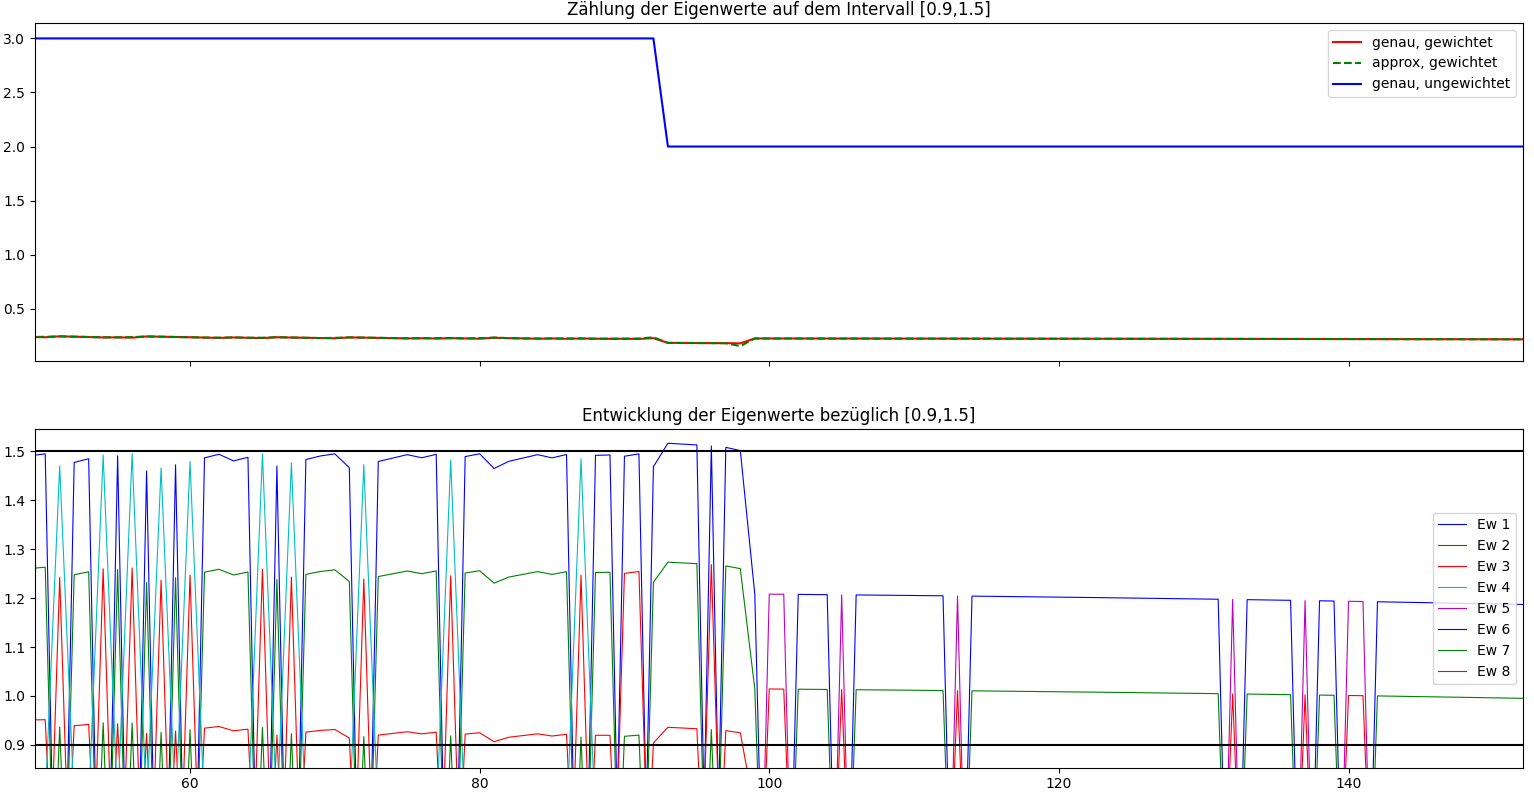 Zählung der Eigenwerte auf dem Intervall [0.9,1.5]
3.0
2.5
2.0
1.5
1.0
0.5
genau, gewichtet
approx, gewichtet
genau, ungewichtet
Entwicklung der Eigenwerte bezüglich [0.9,1.5]
1.5
1.4
1.3
1.2
1.1
1.0
0.9
Ew 1
Ew 2
Ew 3
Ew 4
Ew 5
Ew 6
Ew 7
Ew 8
60
80
100
120
140